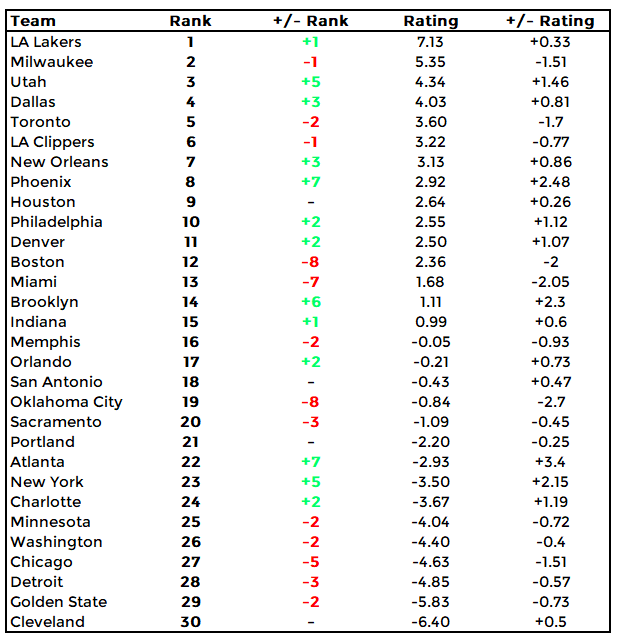 Team Rank +/- Rank Rating +/- Rating
LA Lakers 1 +1 7.13 +0.33
Milwaukee 2 -1 5.35 -1.51
Utah 3 +5 4.34 +1.46
Dallas 4 +3 4.03 +0.81
Toronto 5 -2 3.60 -1.7
LA Clippers 6 -1 3.22 -0.77
New Orleans 7 +3 3.13 +0.86
Phoenix 8 +7 2.92 +2.48
Houston 9 - 2.64 +0.26
Philadelphia 10 +2 2.55 +1.12
Denver 11 +2 2.50 +1.07
Boston 12 -8 2.36 -2
Miami 13 -7 1.68 -2.05
Brooklyn 14 +6 1.11 +2.3
Indiana 15 +1 0.99 +0.6
Memphis 16 -2 -0.05 -0.93
Orlando 17 +2 -0.21 +0.73
San Antonio 18 - -0.43 +0.47
Oklahoma City 19 -8 -0.84 -2.7
Sacramento 20 -3 -1.09 -0.45
Portland 21 - -2.20 -0.25
Atlanta 22 +7 -2.93 +3.4
New York 23 +5 -3.50 +2.15
Charlotte 24 +2 -3.67 +1.19
Minnesota 25 -2 -4.04 -0.72
Washington 26 -2 -4.40 -0.4
Chicago 27 -5 -4.63 -1.51
Detroit 28 -3 -4.85 -0.57
Golden State 29 -2 -5.83 -0.73
Cleveland 30 - -6.40 +0.5